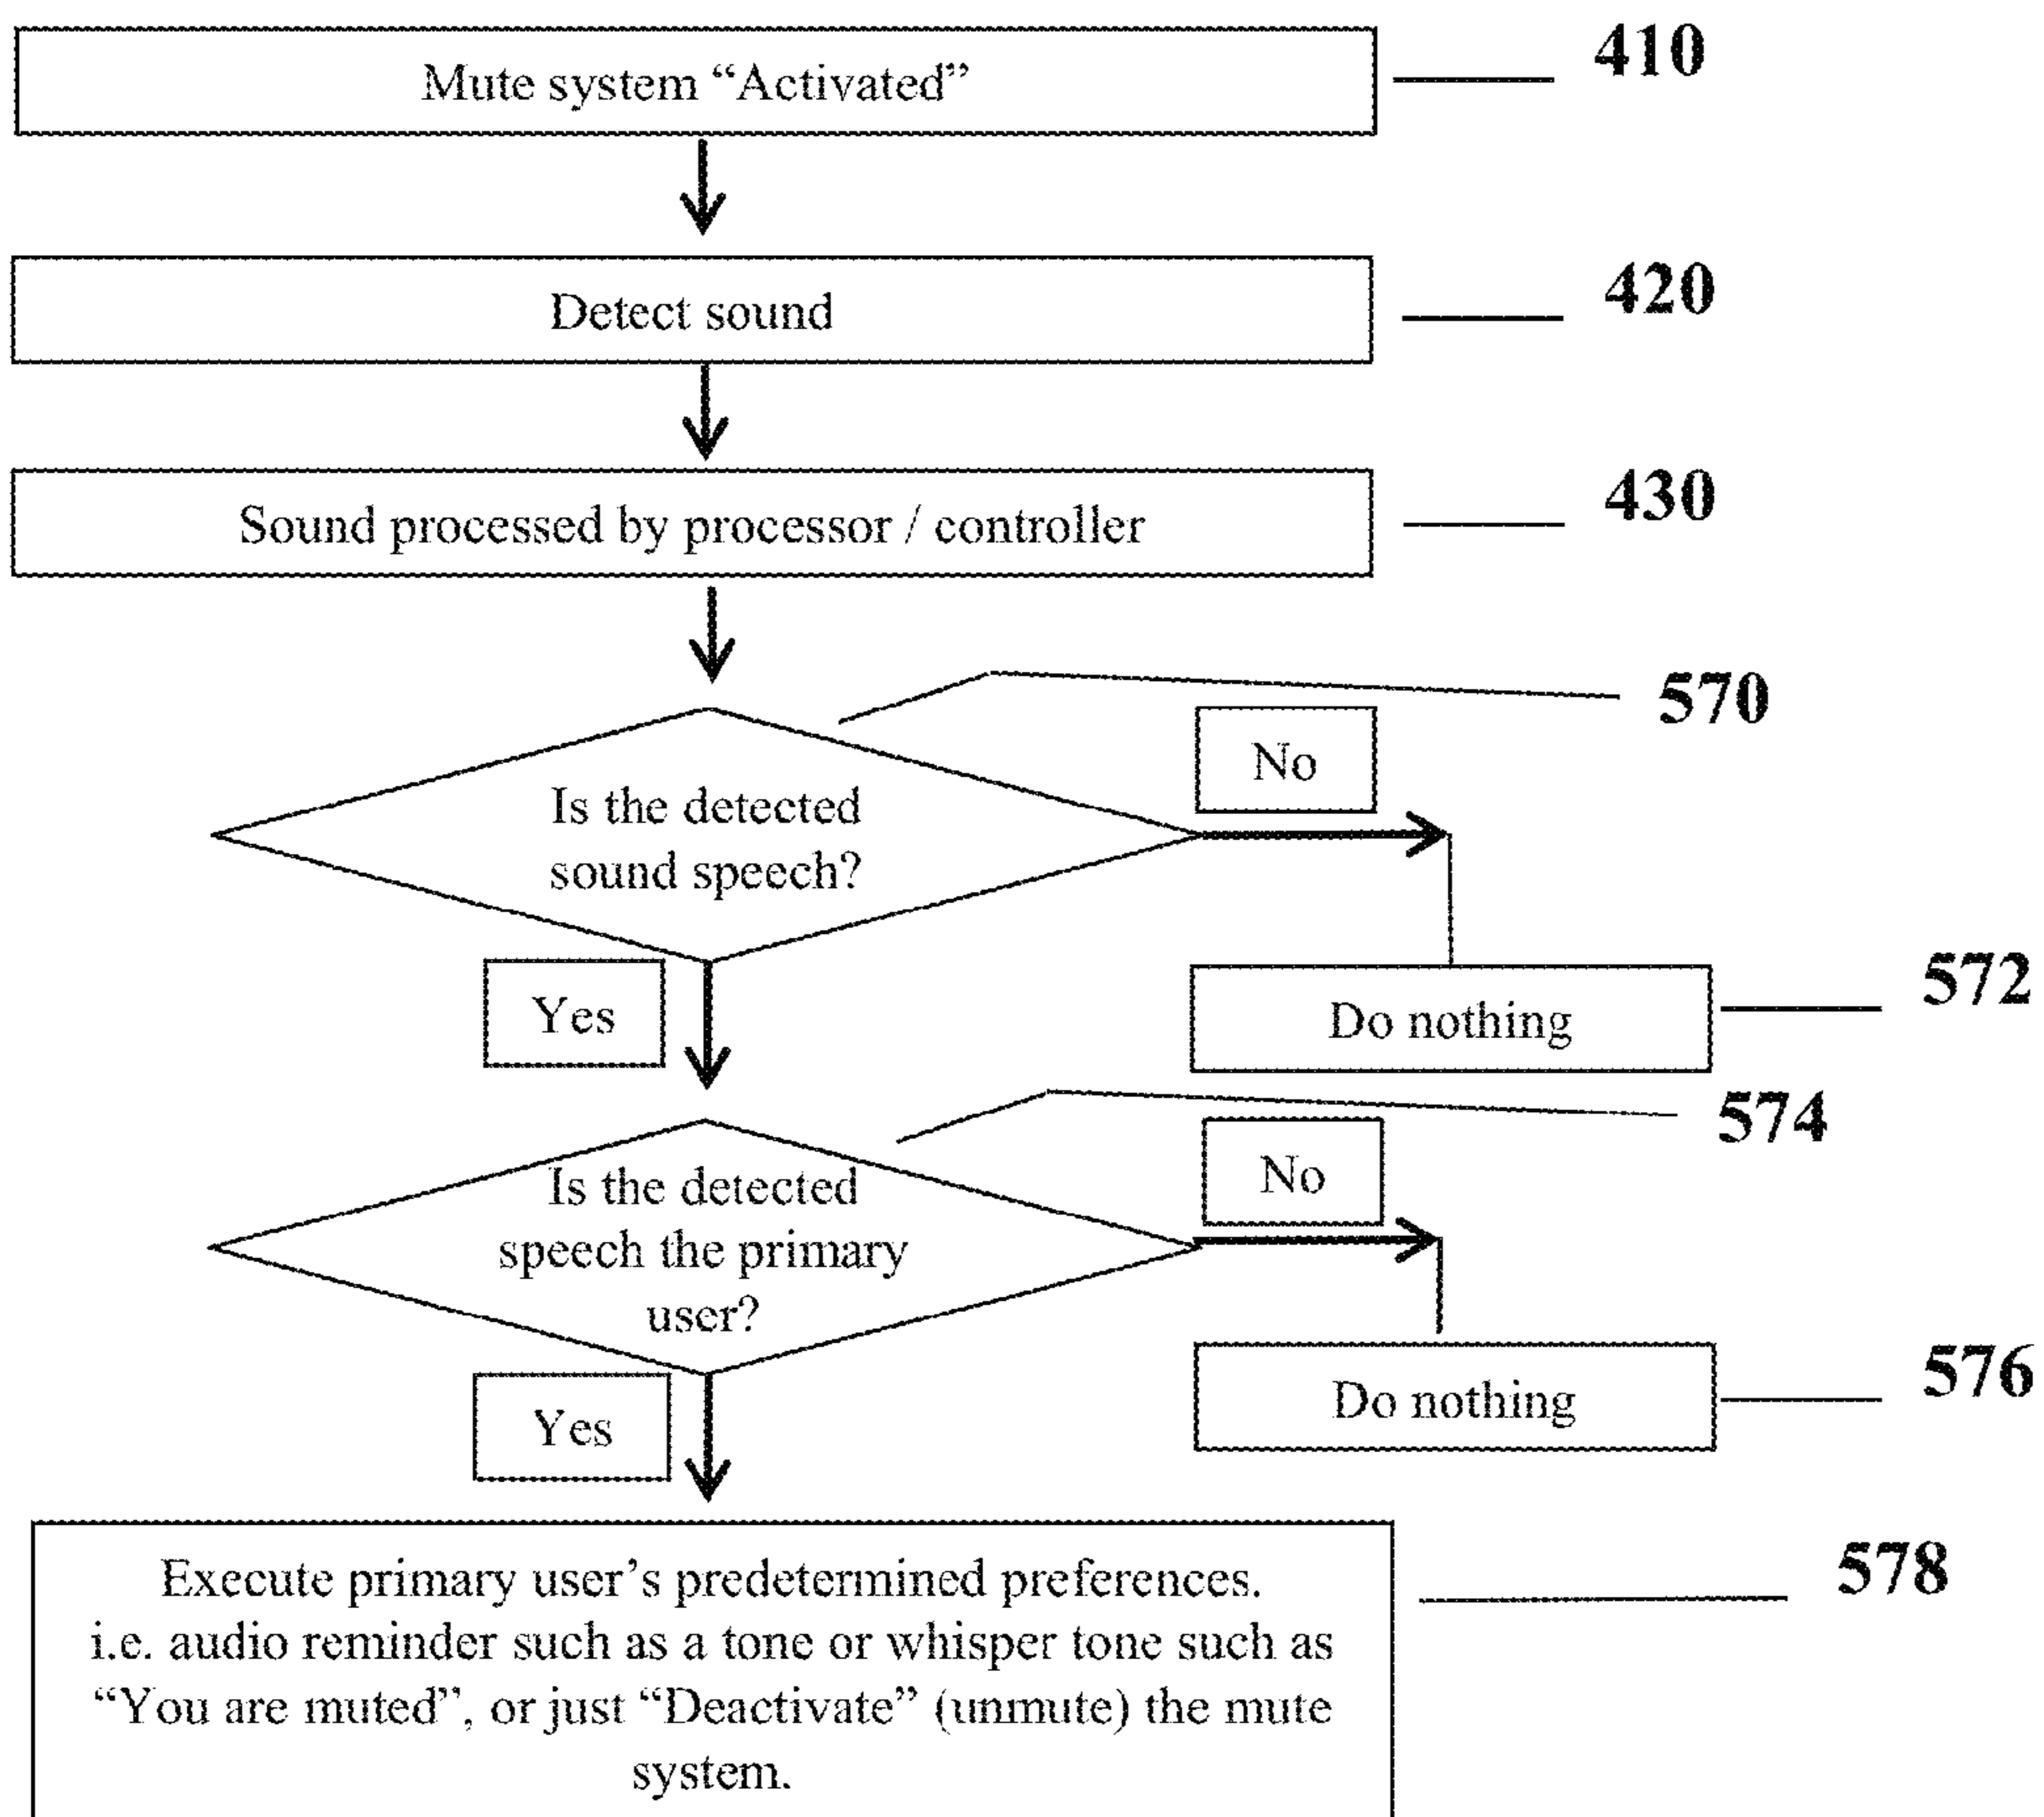 Mute system “Activated”
410
Detect sound
420
Sound processed by processor / controller
430
570
No
Is the detected
sound speech?
Yes
Do nothing
572
574
No
Is the detected
speech the primary
user?
Yes
Do nothing
576
Execute primary user’s predetermined preferences.
i.e. audio reminder such as a tone or whisper tone such as
“You are muted”, or just “Deactivate” (unmute) the mute
system.
578